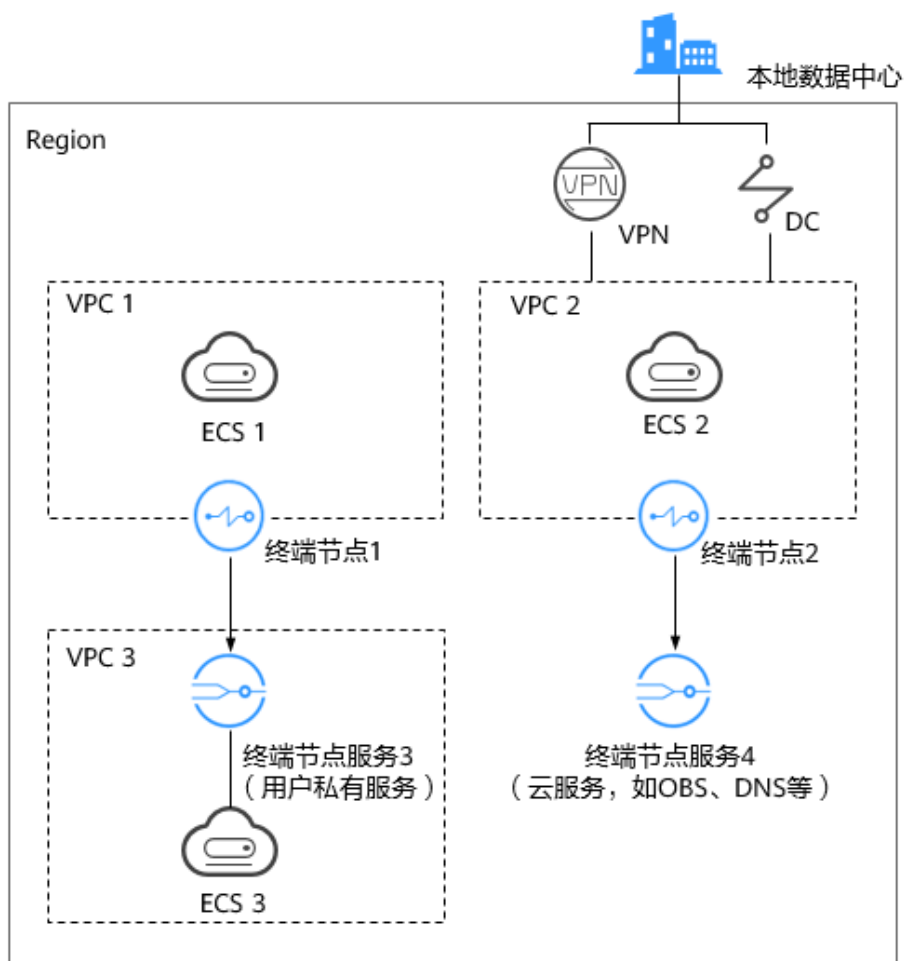 本地数据中心
Region
VPN
VPN
DC
VPC 1
VPC 2
ECS 1
ECS 2
终端节点1
终端节点2
VPC 3
终端节点服务3
（用户私有服务）
终端节点服务4
（云服务，如OBS、DNS等）
ECS 3